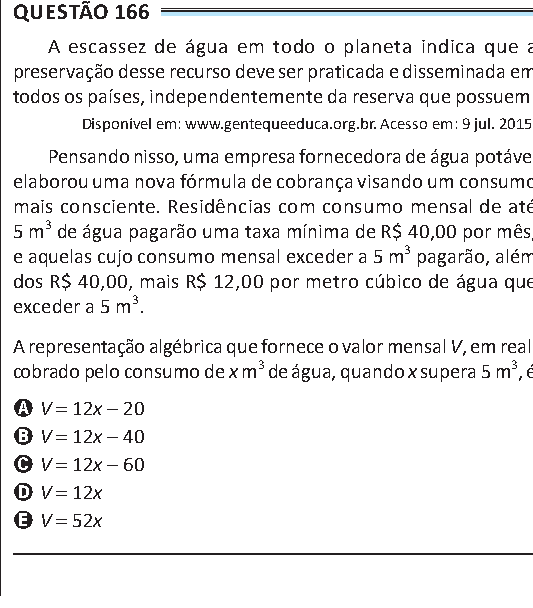 QUESTÃO 166
A escassez de água em todo o planeta indica que a
preservação desse recurso deve ser praticada e disseminada em
todos os países, independentemente da reserva que possuem
Disponível em: www.gentequeeduca.org.br. Acesso em: 9 jul. 2015
Pensando nisso, uma empresa fornecedora de água potáve
elaborou uma nova fórmula de cobrança visando um consumo
mais consciente. Residências com consumo mensal de até
5 m³ de água pagarão uma taxa mínima de R$ 40,00 por mês,
e aquelas cujo consumo mensal exceder a 5 m³ pagarão, além
dos R$ 40,00, mais R$ 12,00 por metro cúbico de água que
exceder a 5 m³.
A representação algébrica que fornece o valor mensal V, em real
cobrado pelo consumo de x m³ de água, quando x supera 5 m³, é
A V = 12x – 20
B V = 12x – 40
C V = 12x – 60
D V = 12x
E V = 52x